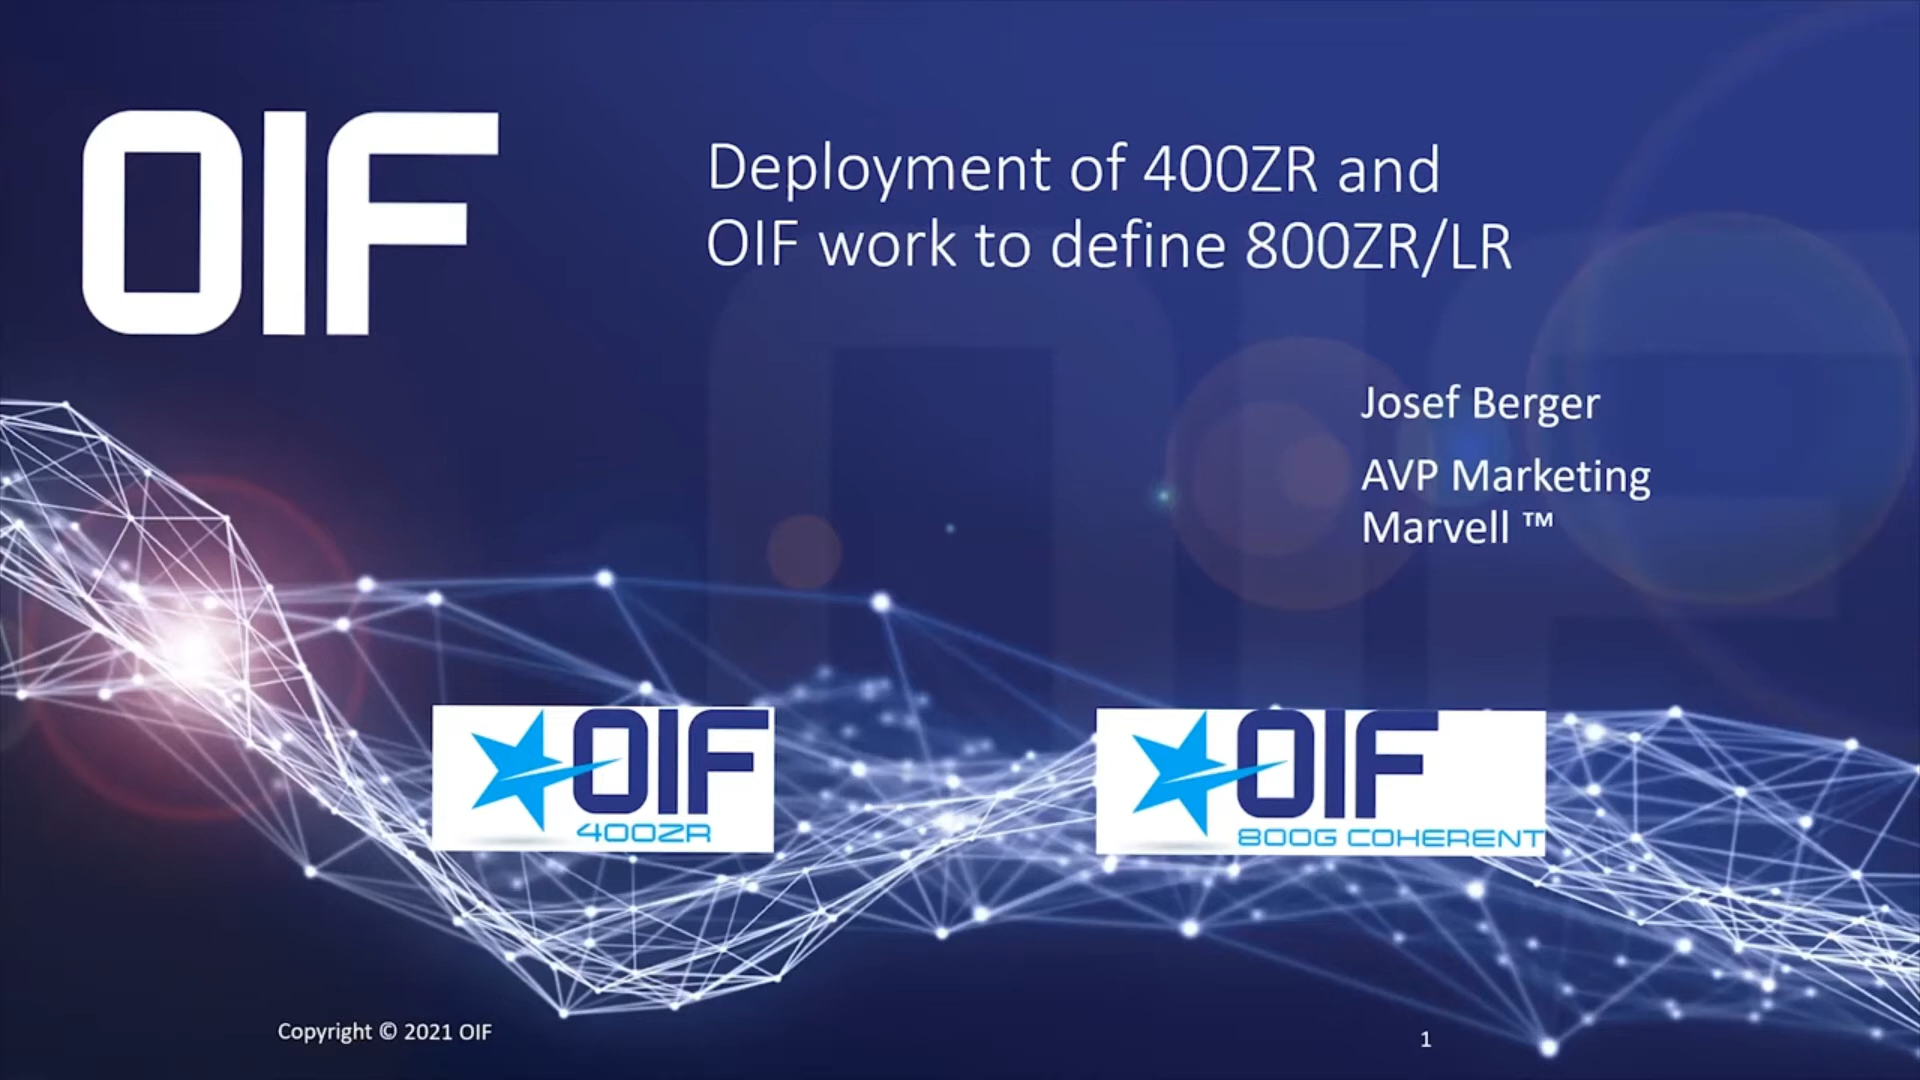 OIF
Deployment of 400ZR and
OIF work to define 800ZR/LR
Josef Berger
AVP Marketing
Marvell ™
OIF
400ZR
OIF
800G COHERENT
Copyright © 2021 OIF
1